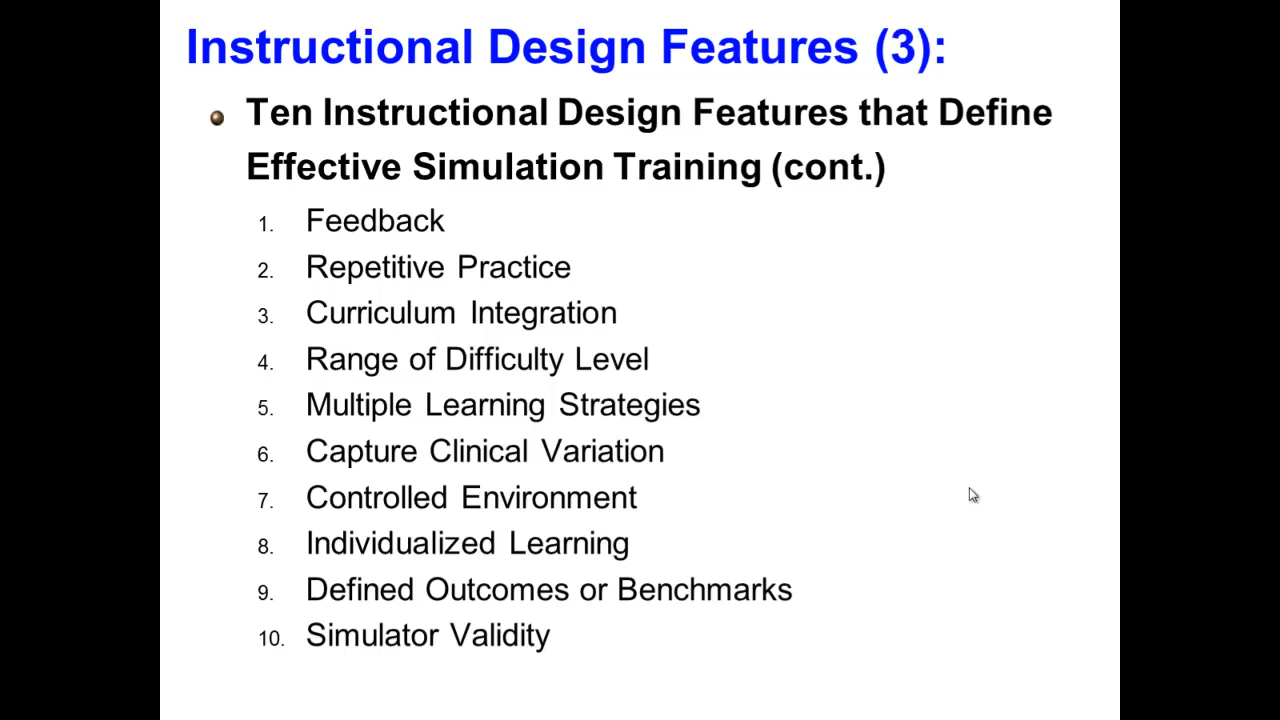 Instructional Design Features (3):
Ten Instructional Design Features that Define
Effective Simulation Training (cont.)
1. Feedback
2. Repetitive Practice
3. Curriculum Integration
4. Range of Difficulty Level
5. Multiple Learning Strategies
6. Capture Clinical Variation
7. Controlled Environment
8. Individualized Learning
9. Defined Outcomes or Benchmarks
10. Simulator Validity